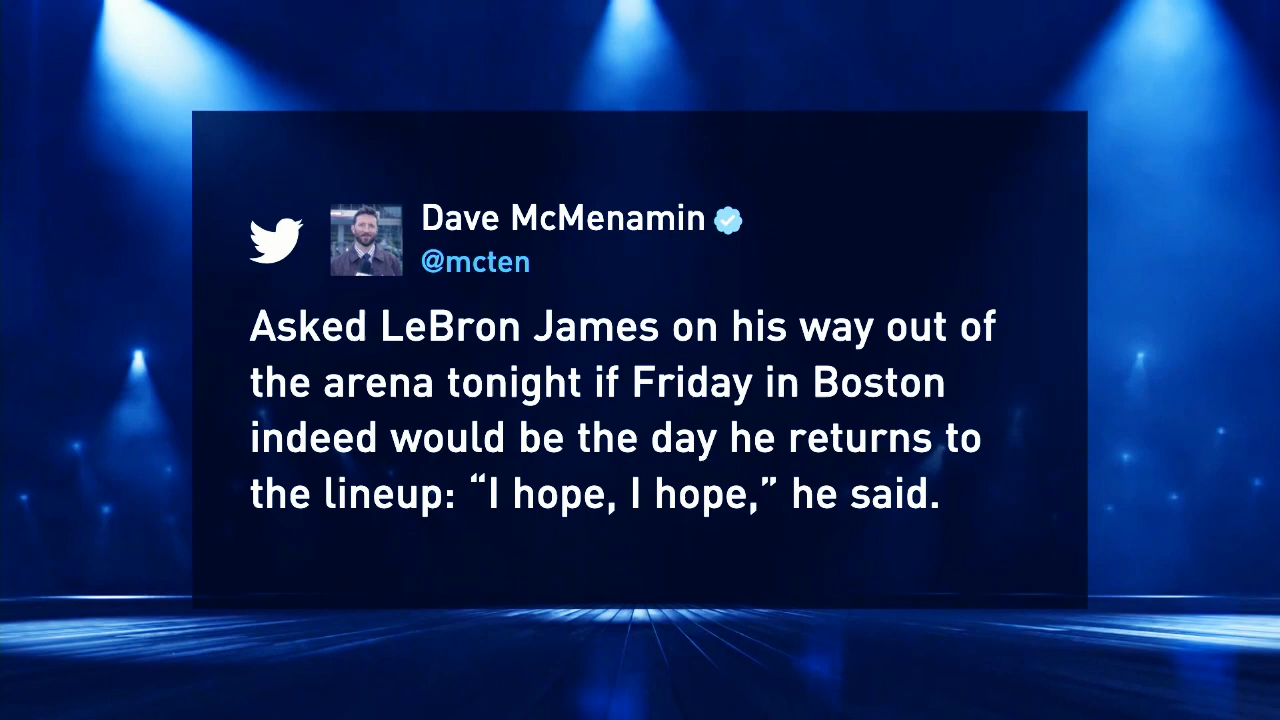 Dave McMenamin
@mcten
Asked LeBron James on his way out of
the arena tonight if Friday in Boston
indeed would be the day he returns to
the lineup: “I hope, I hope,” he said.